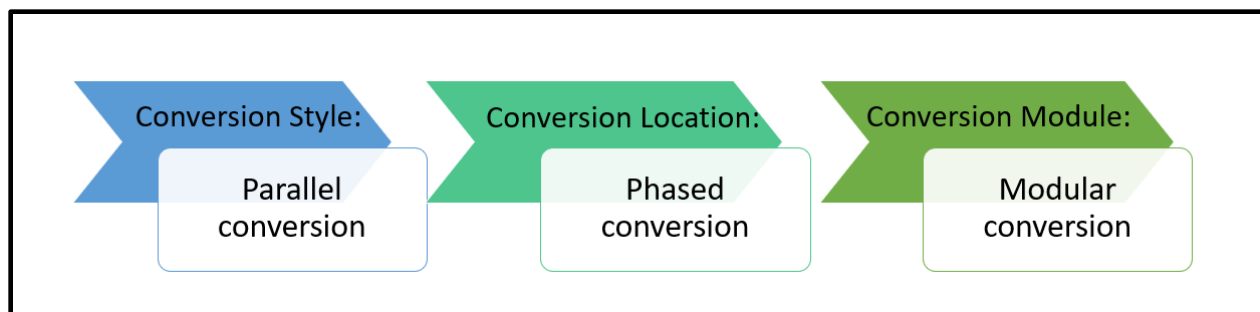 Conversion Style:
Parallel
conversion
Conversion Location:
Phased
conversion
Conversion Module:
Modular
conversion